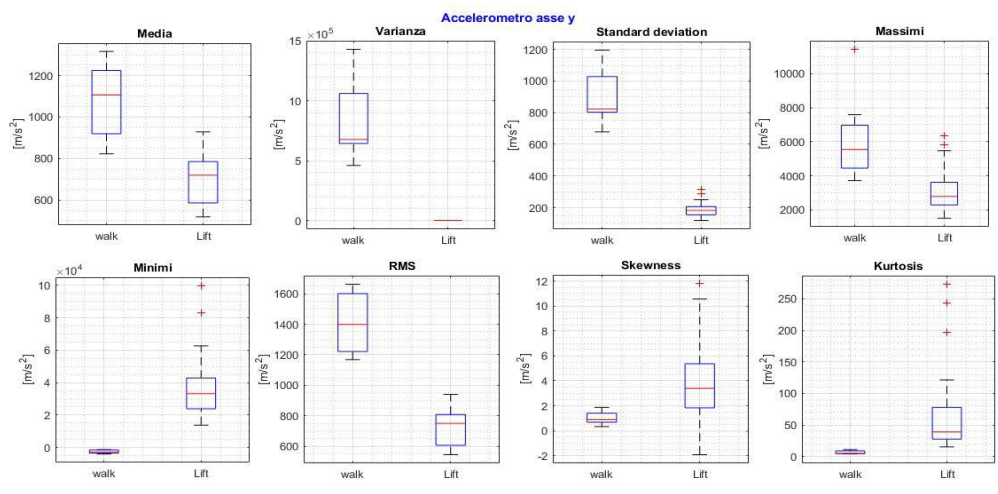 Accelerometro asse y
Media
[m/s²]
1200
1000
800
600
walk
Lift
Varianza
×10⁵
[m/s²]
15
10
5
0
walk
Lift
Standard deviation
[m/s²]
1200
1000
800
600
400
200
walk
Lift
Massimi
[m/s²]
10000
8000
6000
4000
2000
walk
Lift
Minimi
×10⁴
[m/s²]
10
8
6
4
2
0
walk
Lift
RMS
[m/s²]
1600
1400
1200
1000
800
600
walk
Lift
Skewness
[m/s²]
12
10
8
6
4
2
0
-2
walk
Lift
Kurtosis
[m/s²]
250
200
150
100
50
0
walk
Lift